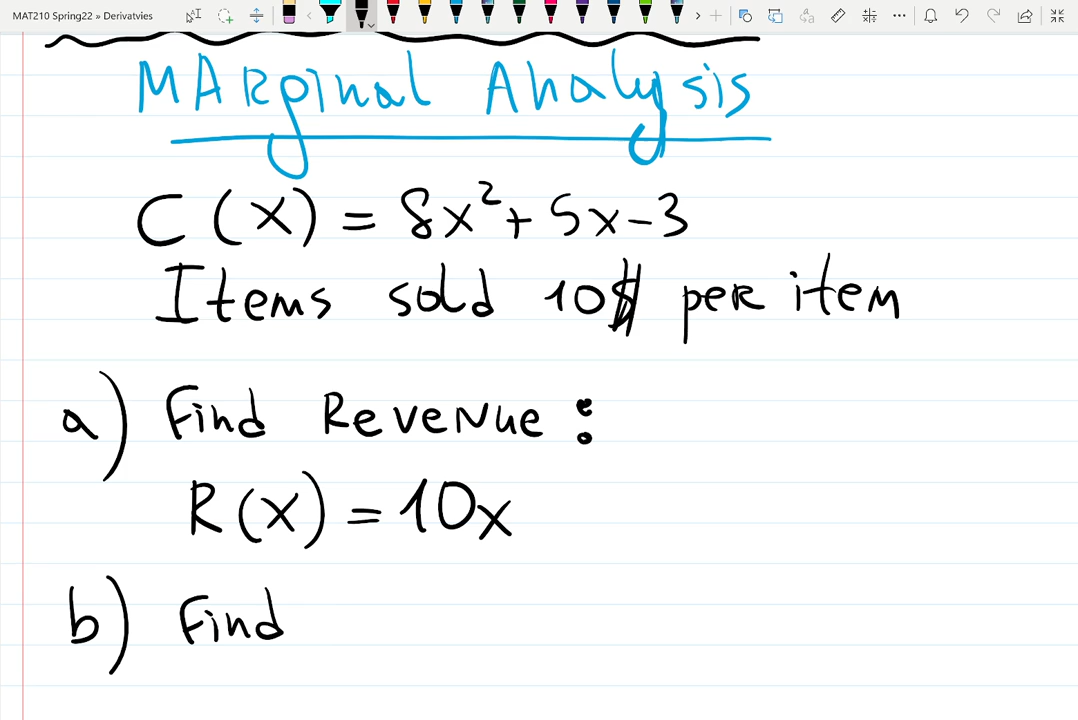 MAT210 Spring22 » Derivatvies
MARginal Analysis
C(X) = 8x² + 5x - 3
Items sold 10$ per item
a) Find Revenue:
R(X) = 10x
b) Find